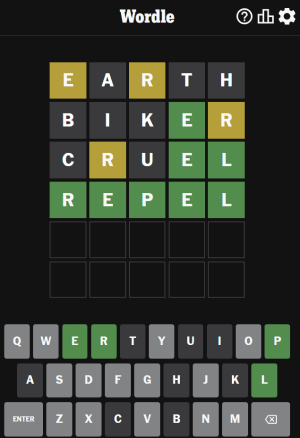 Wordle
E A R T H
B I K E R
C R U E L
R E P E L
Q W E R T Y U I O P
A S D F G H J K L
ENTER Z X C V B N M